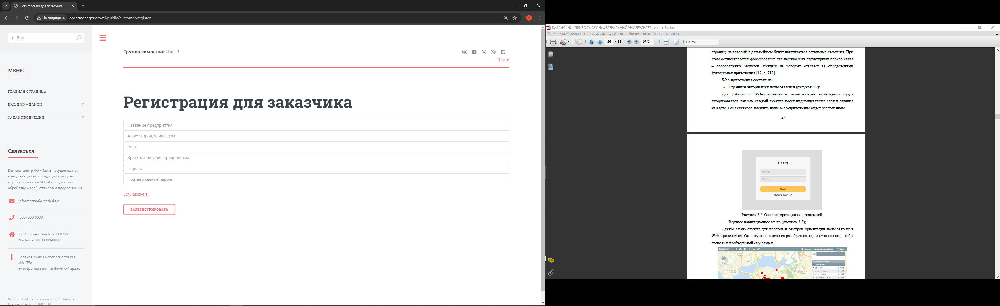 Регистрация для заказчика
Не защищено
ordermanagerlaravel/public/customer/register
T
найти
МЕНЮ
ГЛАВНАЯ СТРАНИЦА
НАШИ КОМПАНИИ
ЗАКАЗ ПРОДУКЦИИ
Связаться
Контакт-центр АО «ИжПЗ» осуществляет
консультации по продукции и услугам
группы компаний АО «ИжПЗ», а также
обработку жалоб, отзывов и предложений.
information@untitled.tld
(000) 000-0000
1234 Somewhere Road #8254
Nashville, TN 00000-0000
Горячая линия безопасности АО
«ИжПЗ»
Электронная почта: doverie@izpz.ru
© Untitled. All rights reserved. Demo Images:
Unsplash. Design: HTML5 UP.
Группа компаний ИжПЗ
Войти
Регистрация для заказчика
Название предприятия
Адрес: город, улица, дом
email
Краткое описание предприятия
Пароль
Подтверждение пароля
Есть аккаунт?
ЗАРЕГИСТРИРОВАТЬ
КАЗАНСКИЙ (ПРИВОЛЖСКИЙ) ФЕДЕРАЛЬНЫЙ УНИВЕРСИТЕТ - Adobe Reader
Файл Редактирование Просмотр Документ Инструменты Окно Справка
26 / 88 67% Найти
страниц, на который в дальнейшем будут натягиваться остальные элементы. При
этом осуществляется формирование так называемых структурных блоков сайта
– обособленных модулей, каждый из которых отвечает за определенный
функционал приложения [12, с. 712].
Web-приложения состоит из:
- Страницы авторизации пользователей (рисунок 3.2);
Для работы с Web-приложением пользователю необходимо будет
авторизоваться, так как каждый аккаунт имеет индивидуальные слои и задания
на карте. Без активного аккаунта наше Web-приложение будет бесполезным.
25
ВХОД
Логин
Пароль
Вход
Забыли пароль?
Рисунок 3.2. Окно авторизации пользователей.
- Верхнее навигационное меню (рисунок 3.3);
Данное меню служит для простой и быстрой ориентации пользователя в
Web-приложения. Он интуитивно должен разобраться, где и куда нажать, чтобы
попасть в необходимый ему раздел.
MapEditor